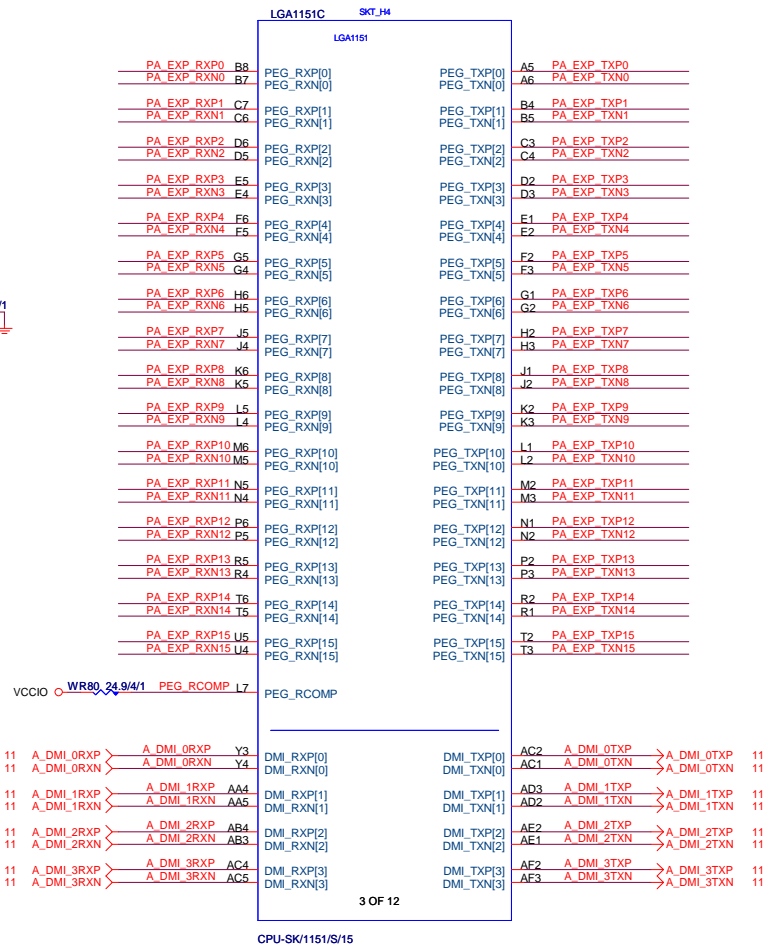 LGA1151C SKT_H4
LGA1151
PA_EXP_RXP0 B8 PEG_RXP[0] PEG_TXP[0] A5 PA_EXP_TXP0
PA_EXP_RXN0 B7 PEG_RXN[0] PEG_TXN[0] A6 PA_EXP_TXN0
PA_EXP_RXP1 C7 PEG_RXP[1] PEG_TXP[1] B4 PA_EXP_TXP1
PA_EXP_RXN1 C6 PEG_RXN[1] PEG_TXN[1] B5 PA_EXP_TXN1
PA_EXP_RXP2 D6 PEG_RXP[2] PEG_TXP[2] C3 PA_EXP_TXP2
PA_EXP_RXN2 D5 PEG_RXN[2] PEG_TXN[2] C4 PA_EXP_TXN2
PA_EXP_RXP3 E5 PEG_RXP[3] PEG_TXP[3] D2 PA_EXP_TXP3
PA_EXP_RXN3 E4 PEG_RXN[3] PEG_TXN[3] D3 PA_EXP_TXN3
PA_EXP_RXP4 F6 PEG_RXP[4] PEG_TXP[4] E1 PA_EXP_TXP4
PA_EXP_RXN4 F5 PEG_RXN[4] PEG_TXN[4] E2 PA_EXP_TXN4
PA_EXP_RXP5 G5 PEG_RXP[5] PEG_TXP[5] F2 PA_EXP_TXP5
PA_EXP_RXN5 G4 PEG_RXN[5] PEG_TXN[5] F3 PA_EXP_TXN5
PA_EXP_RXP6 H6 PEG_RXP[6] PEG_TXP[6] G1 PA_EXP_TXP6
/1 PA_EXP_RXN6 H5 PEG_RXN[6] PEG_TXN[6] G2 PA_EXP_TXN6
PA_EXP_RXP7 J5 PEG_RXP[7] PEG_TXP[7] H2 PA_EXP_TXP7
PA_EXP_RXN7 J4 PEG_RXN[7] PEG_TXN[7] H3 PA_EXP_TXN7
PA_EXP_RXP8 K6 PEG_RXP[8] PEG_TXP[8] J1 PA_EXP_TXP8
PA_EXP_RXN8 K5 PEG_RXN[8] PEG_TXN[8] J2 PA_EXP_TXN8
PA_EXP_RXP9 L5 PEG_RXP[9] PEG_TXP[9] K2 PA_EXP_TXP9
PA_EXP_RXN9 L4 PEG_RXN[9] PEG_TXN[9] K3 PA_EXP_TXN9
PA_EXP_RXP10 M6 PEG_RXP[10] PEG_TXP[10] L1 PA_EXP_TXP10
PA_EXP_RXN10 M5 PEG_RXN[10] PEG_TXN[10] L2 PA_EXP_TXN10
PA_EXP_RXP11 N5 PEG_RXP[11] PEG_TXP[11] M2 PA_EXP_TXP11
PA_EXP_RXN11 N4 PEG_RXN[11] PEG_TXN[11] M3 PA_EXP_TXN11
PA_EXP_RXP12 P6 PEG_RXP[12] PEG_TXP[12] N1 PA_EXP_TXP12
PA_EXP_RXN12 P5 PEG_RXN[12] PEG_TXN[12] N2 PA_EXP_TXN12
PA_EXP_RXP13 R5 PEG_RXP[13] PEG_TXP[13] P2 PA_EXP_TXP13
PA_EXP_RXN13 R4 PEG_RXN[13] PEG_TXN[13] P3 PA_EXP_TXN13
PA_EXP_RXP14 T6 PEG_RXP[14] PEG_TXP[14] R2 PA_EXP_TXP14
PA_EXP_RXN14 T5 PEG_RXN[14] PEG_TXN[14] R1 PA_EXP_TXN14
PA_EXP_RXP15 U5 PEG_RXP[15] PEG_TXP[15] T2 PA_EXP_TXP15
PA_EXP_RXN15 U4 PEG_RXN[15] PEG_TXN[15] T3 PA_EXP_TXN15
VCCIO WR80 24.9/4/1 PEG_RCOMP L7 PEG_RCOMP
11 A_DMI_0RXP A_DMI_0RXP Y3 DMI_RXP[0] DMI_TXP[0] AC2 A_DMI_0TXP A_DMI_0TXP 11
11 A_DMI_0RXN A_DMI_0RXN Y4 DMI_RXN[0] DMI_TXN[0] AC1 A_DMI_0TXN A_DMI_0TXN 11
11 A_DMI_1RXP A_DMI_1RXP AA4 DMI_RXP[1] DMI_TXP[1] AD3 A_DMI_1TXP A_DMI_1TXP 11
11 A_DMI_1RXN A_DMI_1RXN AA5 DMI_RXN[1] DMI_TXN[1] AD2 A_DMI_1TXN A_DMI_1TXN 11
11 A_DMI_2RXP A_DMI_2RXP AB4 DMI_RXP[2] DMI_TXP[2] AE2 A_DMI_2TXP A_DMI_2TXP 11
11 A_DMI_2RXN A_DMI_2RXN AB3 DMI_RXN[2] DMI_TXN[2] AE1 A_DMI_2TXN A_DMI_2TXN 11
11 A_DMI_3RXP A_DMI_3RXP AC4 DMI_RXP[3] DMI_TXP[3] AF2 A_DMI_3TXP A_DMI_3TXP 11
11 A_DMI_3RXN A_DMI_3RXN AC5 DMI_RXN[3] DMI_TXN[3] AF3 A_DMI_3TXN A_DMI_3TXN 11
3 OF 12
CPU-SK/1151/S/15